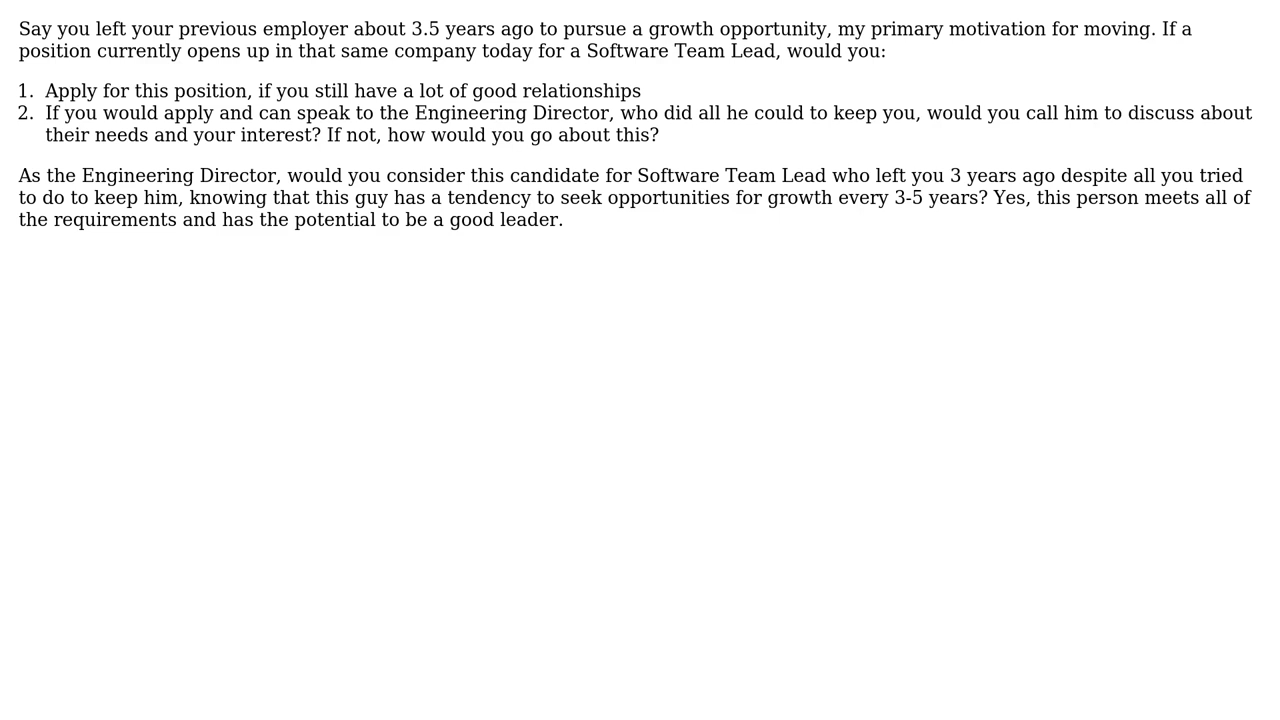 Say you left your previous employer about 3.5 years ago to pursue a growth opportunity, my primary motivation for moving. If a
position currently opens up in that same company today for a Software Team Lead, would you:
1. Apply for this position, if you still have a lot of good relationships
2. If you would apply and can speak to the Engineering Director, who did all he could to keep you, would you call him to discuss about
their needs and your interest? If not, how would you go about this?
As the Engineering Director, would you consider this candidate for Software Team Lead who left you 3 years ago despite all you tried
to do to keep him, knowing that this guy has a tendency to seek opportunities for growth every 3-5 years? Yes, this person meets all of
the requirements and has the potential to be a good leader.